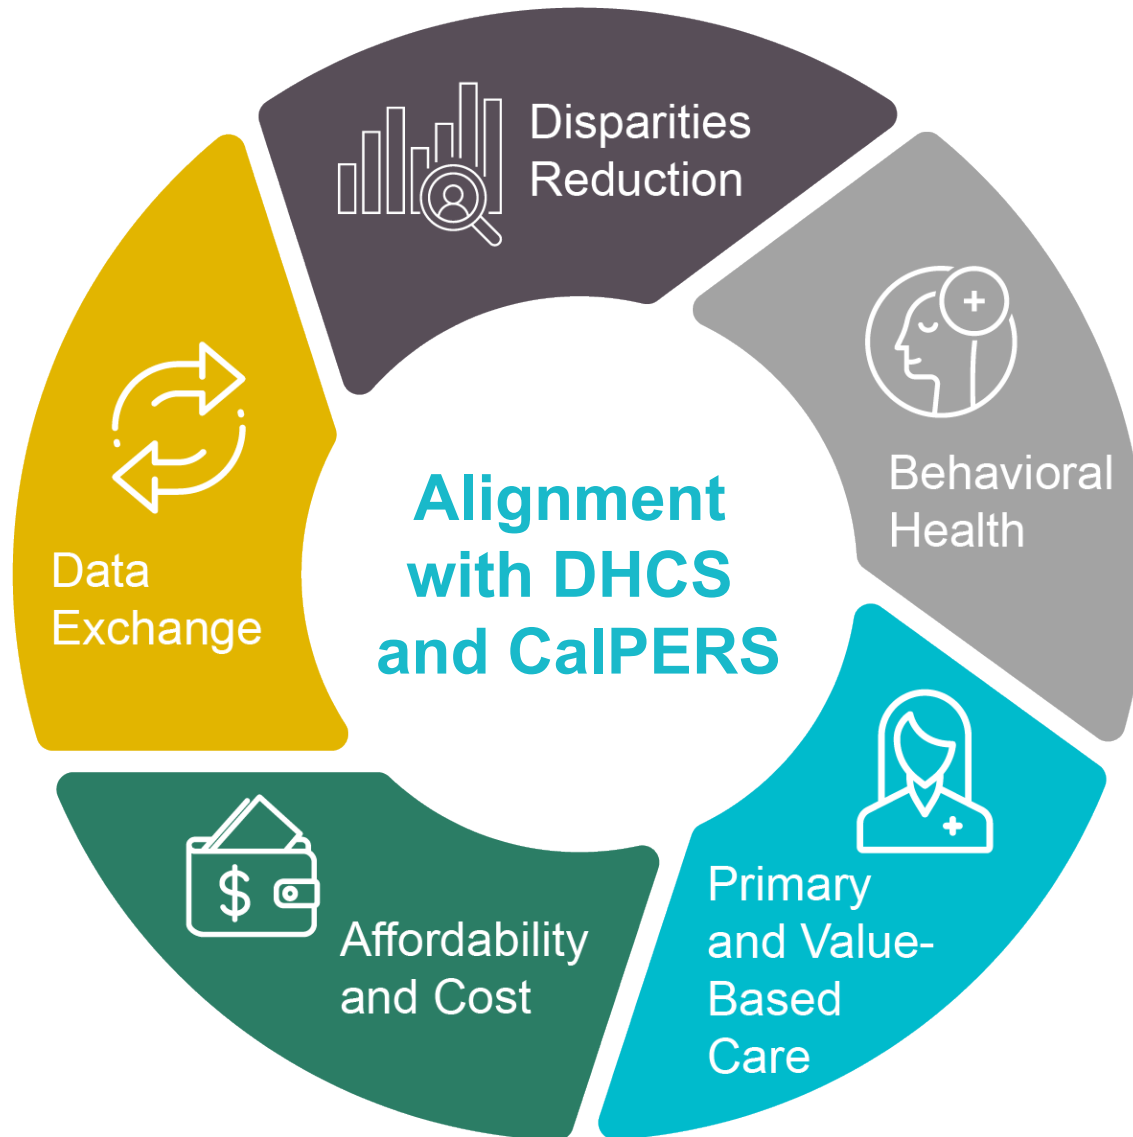 Disparities
Reduction
Behavioral
Health
Primary
and Value-
Based
Care
Affordability
and Cost
$
Data
Exchange
Alignment
with DHCS
and CalPERS